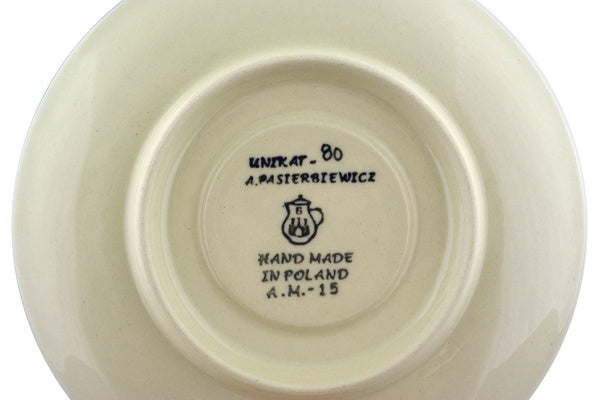 UNIKAT - 80
A. PASIERBIEWICZ
B
HAND MADE
IN POLAND
A.M. - 15